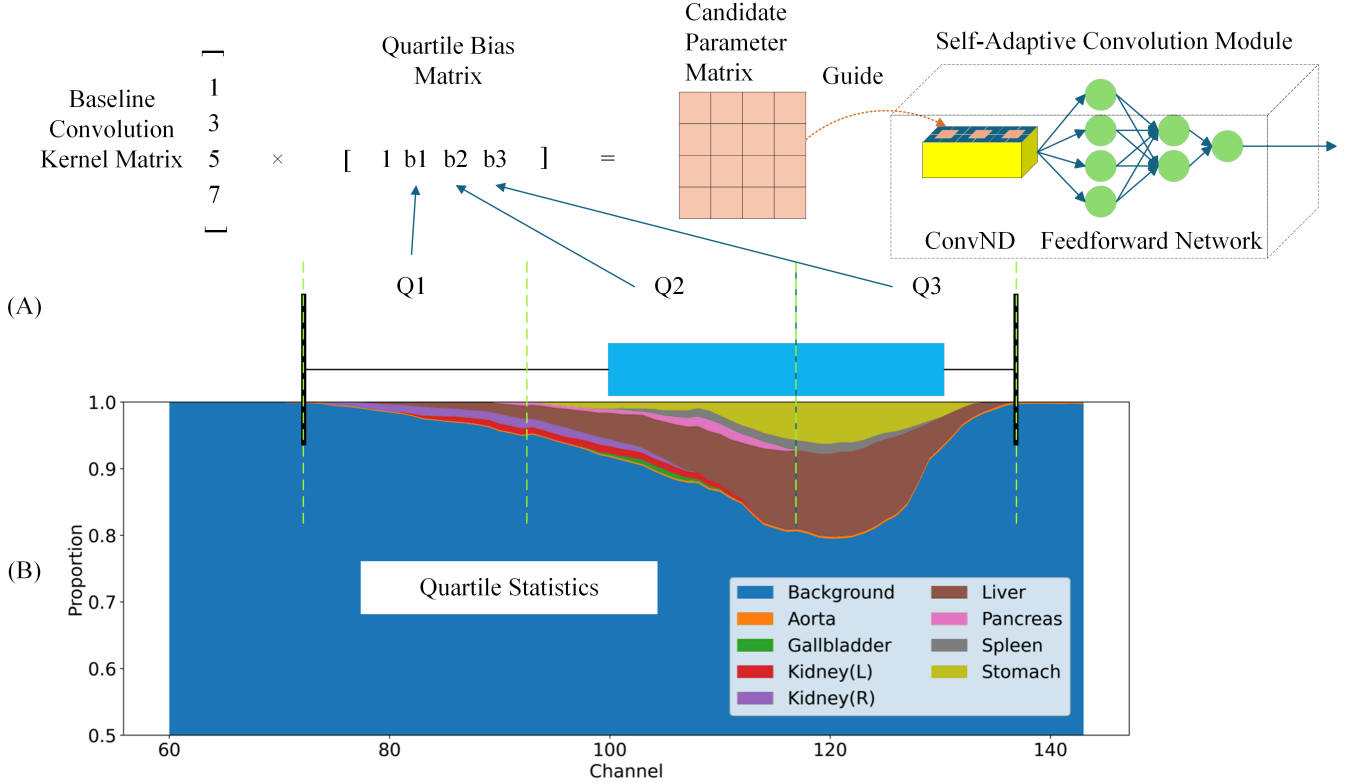 Candidate
Parameter
Matrix
Quartile Bias
Matrix
Self-Adaptive Convolution Module
Guide
Baseline
Convolution
Kernel Matrix
[
1
3
5
7
]
×
[ 1 b1 b2 b3 ]
=
ConvND
Feedforward Network
Q1
Q2
Q3
(A)
(B)
1.0
0.9
0.8
0.7
0.6
0.5
Proportion
Quartile Statistics
Background
Aorta
Gallbladder
Kidney(L)
Kidney(R)
Liver
Pancreas
Spleen
Stomach
60
80
100
120
140
Channel